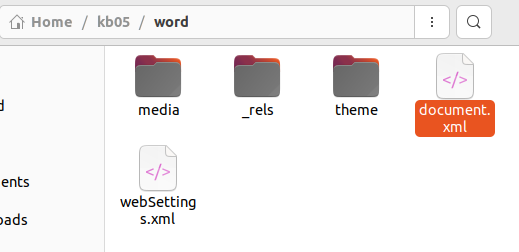 Home / kb05 / word
media
_rels
theme
document.
xml
d
ents
oads
webSetting
s.xml